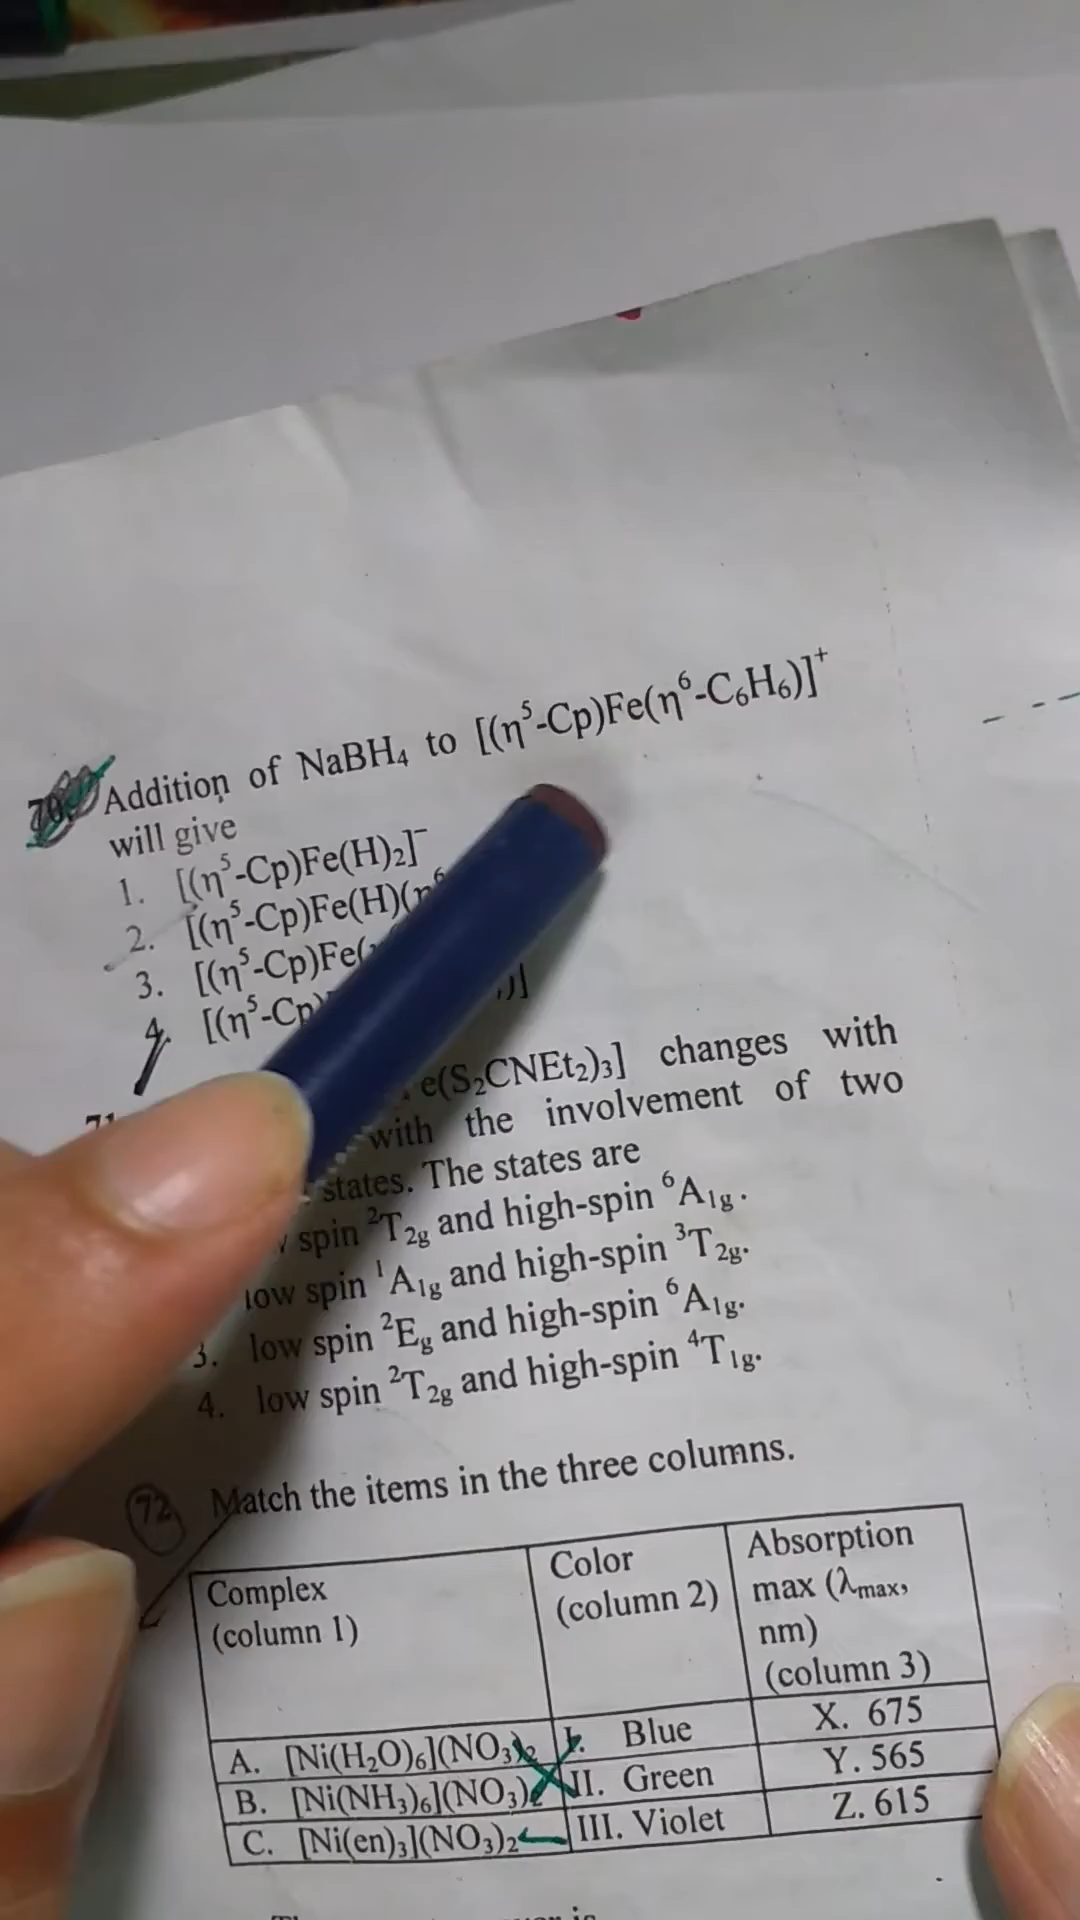 70. Addition of NaBH₄ to [(η⁵-Cp)Fe(η⁶-C₆H₆)]⁺
will give
1. [(η⁵-Cp)Fe(H)₂]⁻
2. [(η⁵-Cp)Fe(H)(η⁶
3. [(η⁵-Cp)Fe(
4. [(η⁵-Cp) )]
71 e(S₂CNEt₂)₃] changes with
with the involvement of two
states. The states are
spin ²T₂g and high-spin ⁶A₁g.
low spin ¹A₁g and high-spin ³T₂g.
3. low spin ²Eg and high-spin ⁶A₁g.
4. low spin ²T₂g and high-spin ⁴T₁g.
72 Match the items in the three columns.
Complex (column 1) Color (column 2) Absorption max (λmax, nm) (column 3)
A. [Ni(H₂O)₆](NO₃)₂ I. Blue X. 675
B. [Ni(NH₃)₆](NO₃)₂ II. Green Y. 565
C. [Ni(en)₃](NO₃)₂ III. Violet Z. 615